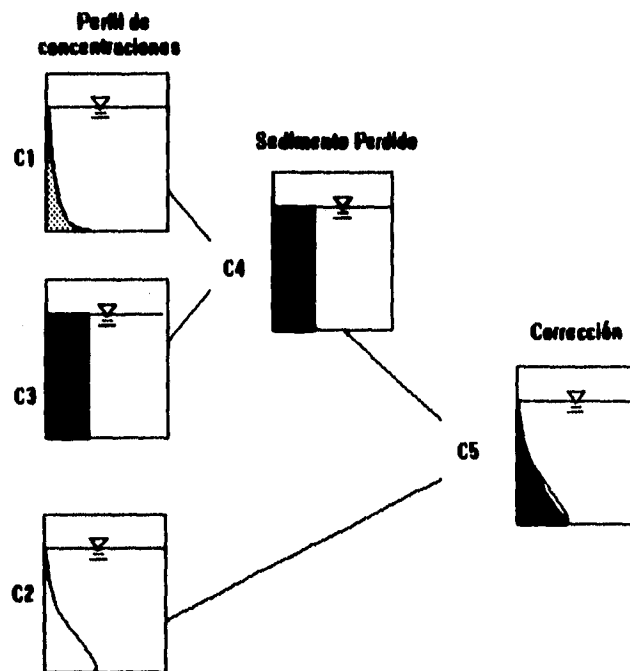 Perfil de
concentraciones
C1
Sedimento Perdido
C4
C3
Corrección
C5
C2